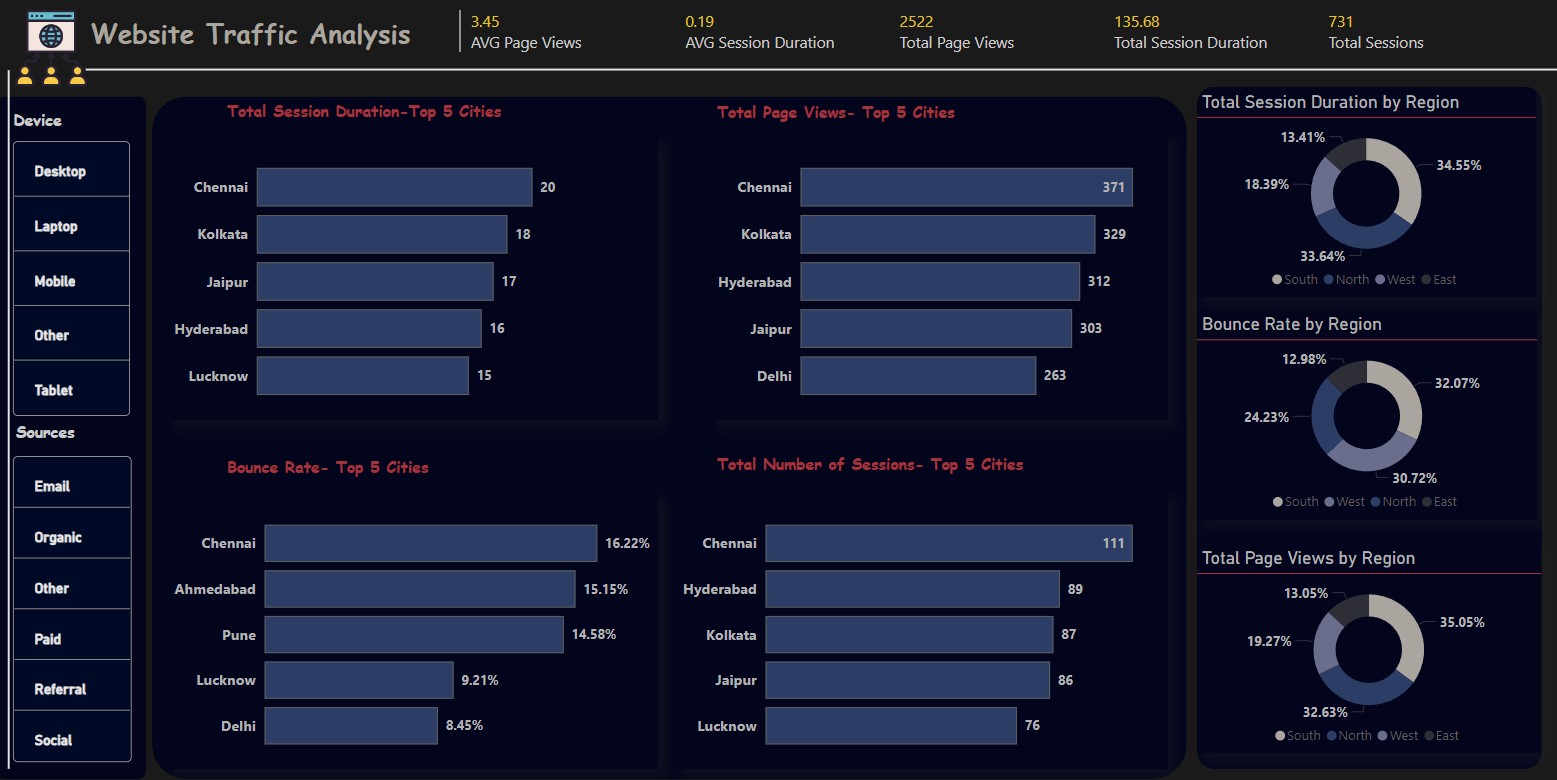 Website Traffic Analysis
3.45
AVG Page Views
0.19
AVG Session Duration
2522
Total Page Views
135.68
Total Session Duration
731
Total Sessions
Device
Desktop
Laptop
Mobile
Other
Tablet
Sources
Email
Organic
Other
Paid
Referral
Social
Total Session Duration-Top 5 Cities
Chennai 20
Kolkata 18
Jaipur 17
Hyderabad 16
Lucknow 15
Total Page Views- Top 5 Cities
Chennai 371
Kolkata 329
Hyderabad 312
Jaipur 303
Delhi 263
Bounce Rate- Top 5 Cities
Chennai 16.22%
Ahmedabad 15.15%
Pune 14.58%
Lucknow 9.21%
Delhi 8.45%
Total Number of Sessions- Top 5 Cities
Chennai 111
Hyderabad 89
Kolkata 87
Jaipur 86
Lucknow 76
Total Session Duration by Region
13.41%
34.55%
18.39%
33.64%
South North West East
Bounce Rate by Region
12.98%
32.07%
24.23%
30.72%
South West North East
Total Page Views by Region
13.05%
35.05%
19.27%
32.63%
South North West East